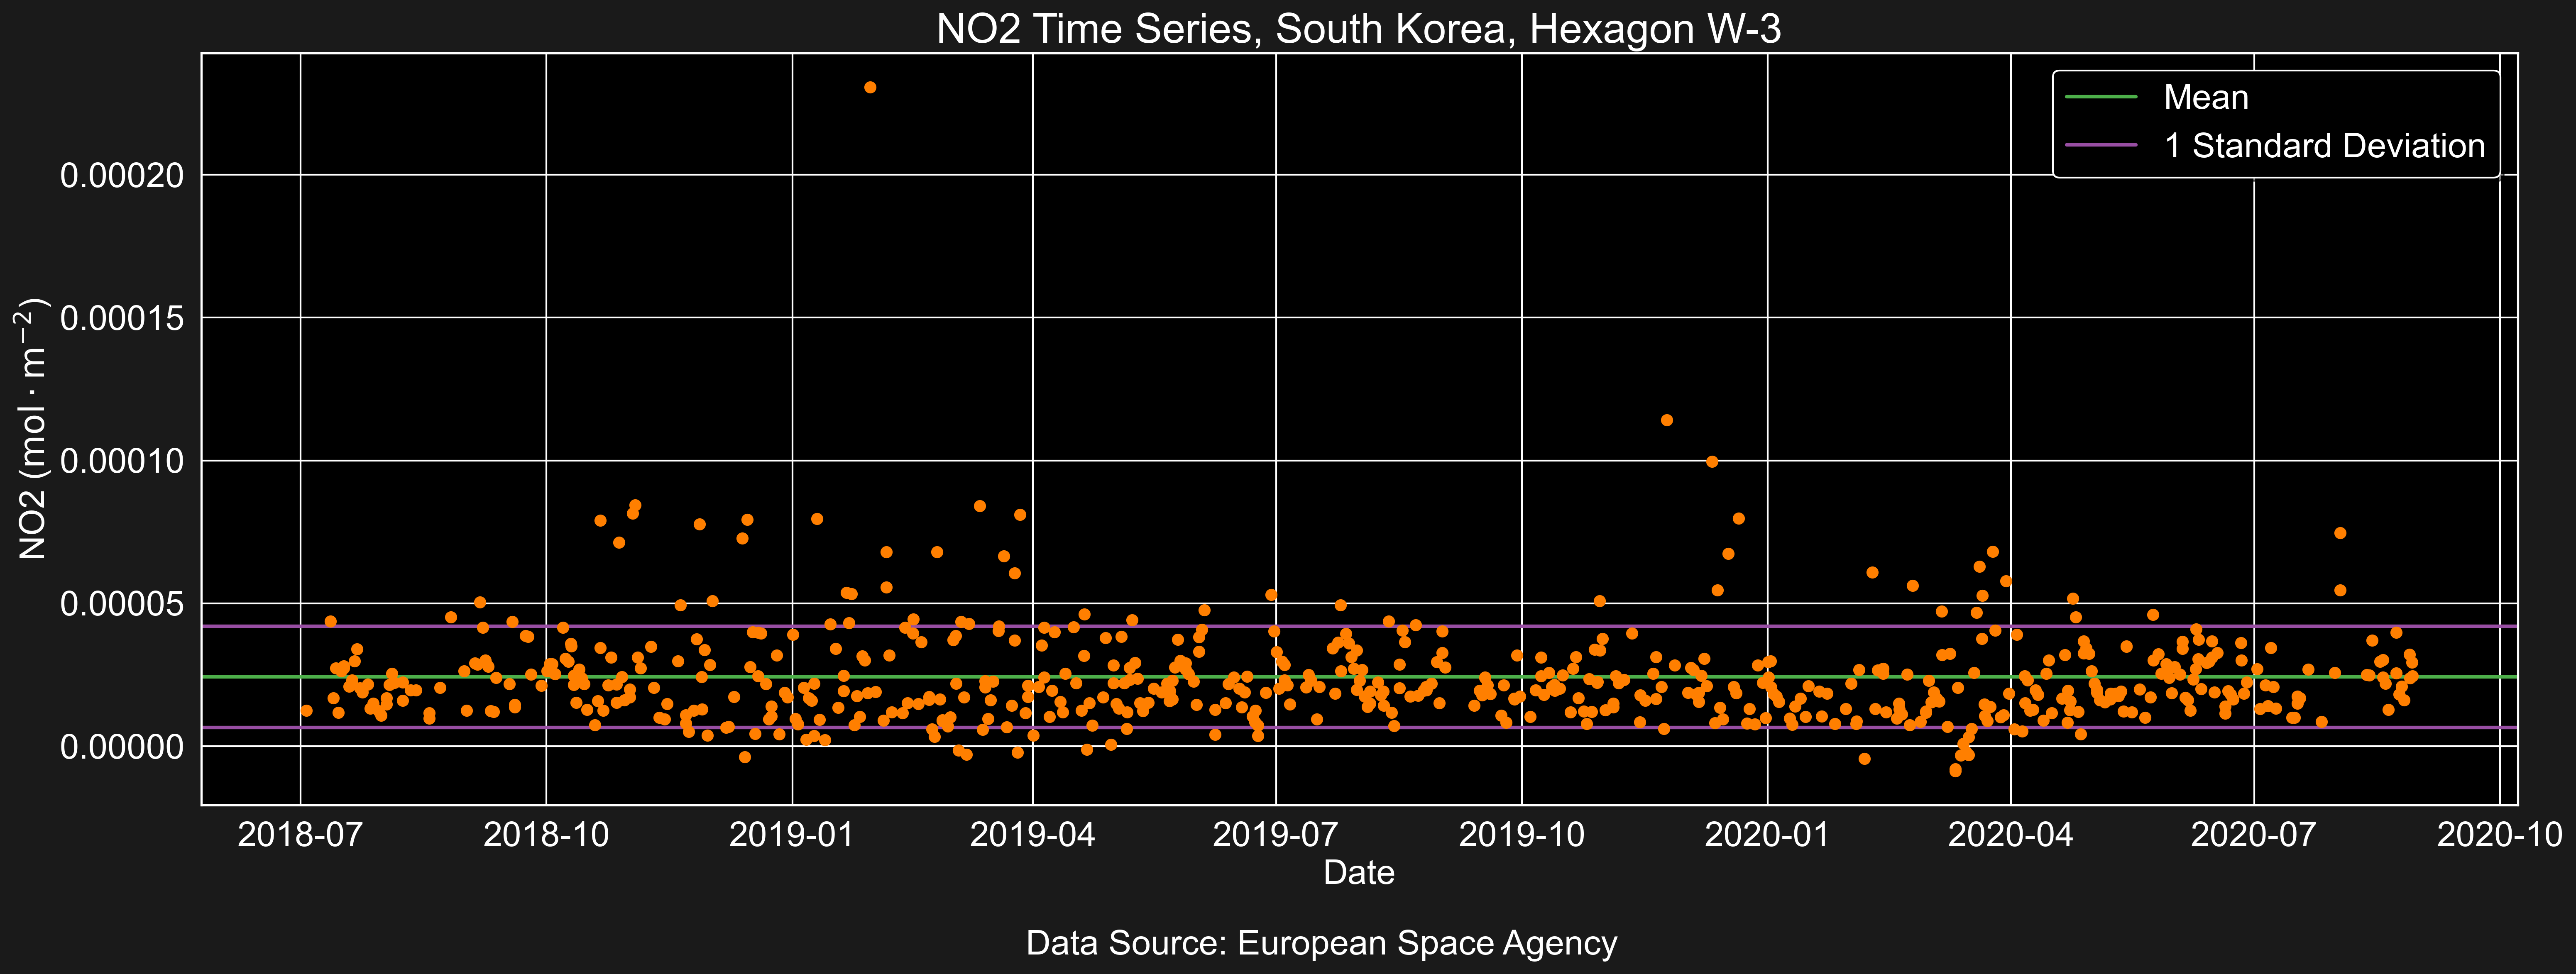 NO2 Time Series, South Korea, Hexagon W-3
Mean
1 Standard Deviation
NO2 (mol · m⁻²)
0.00020
0.00015
0.00010
0.00005
0.00000
2018-07 2018-10 2019-01 2019-04 2019-07 2019-10 2020-01 2020-04 2020-07 2020-10
Date
Data Source: European Space Agency